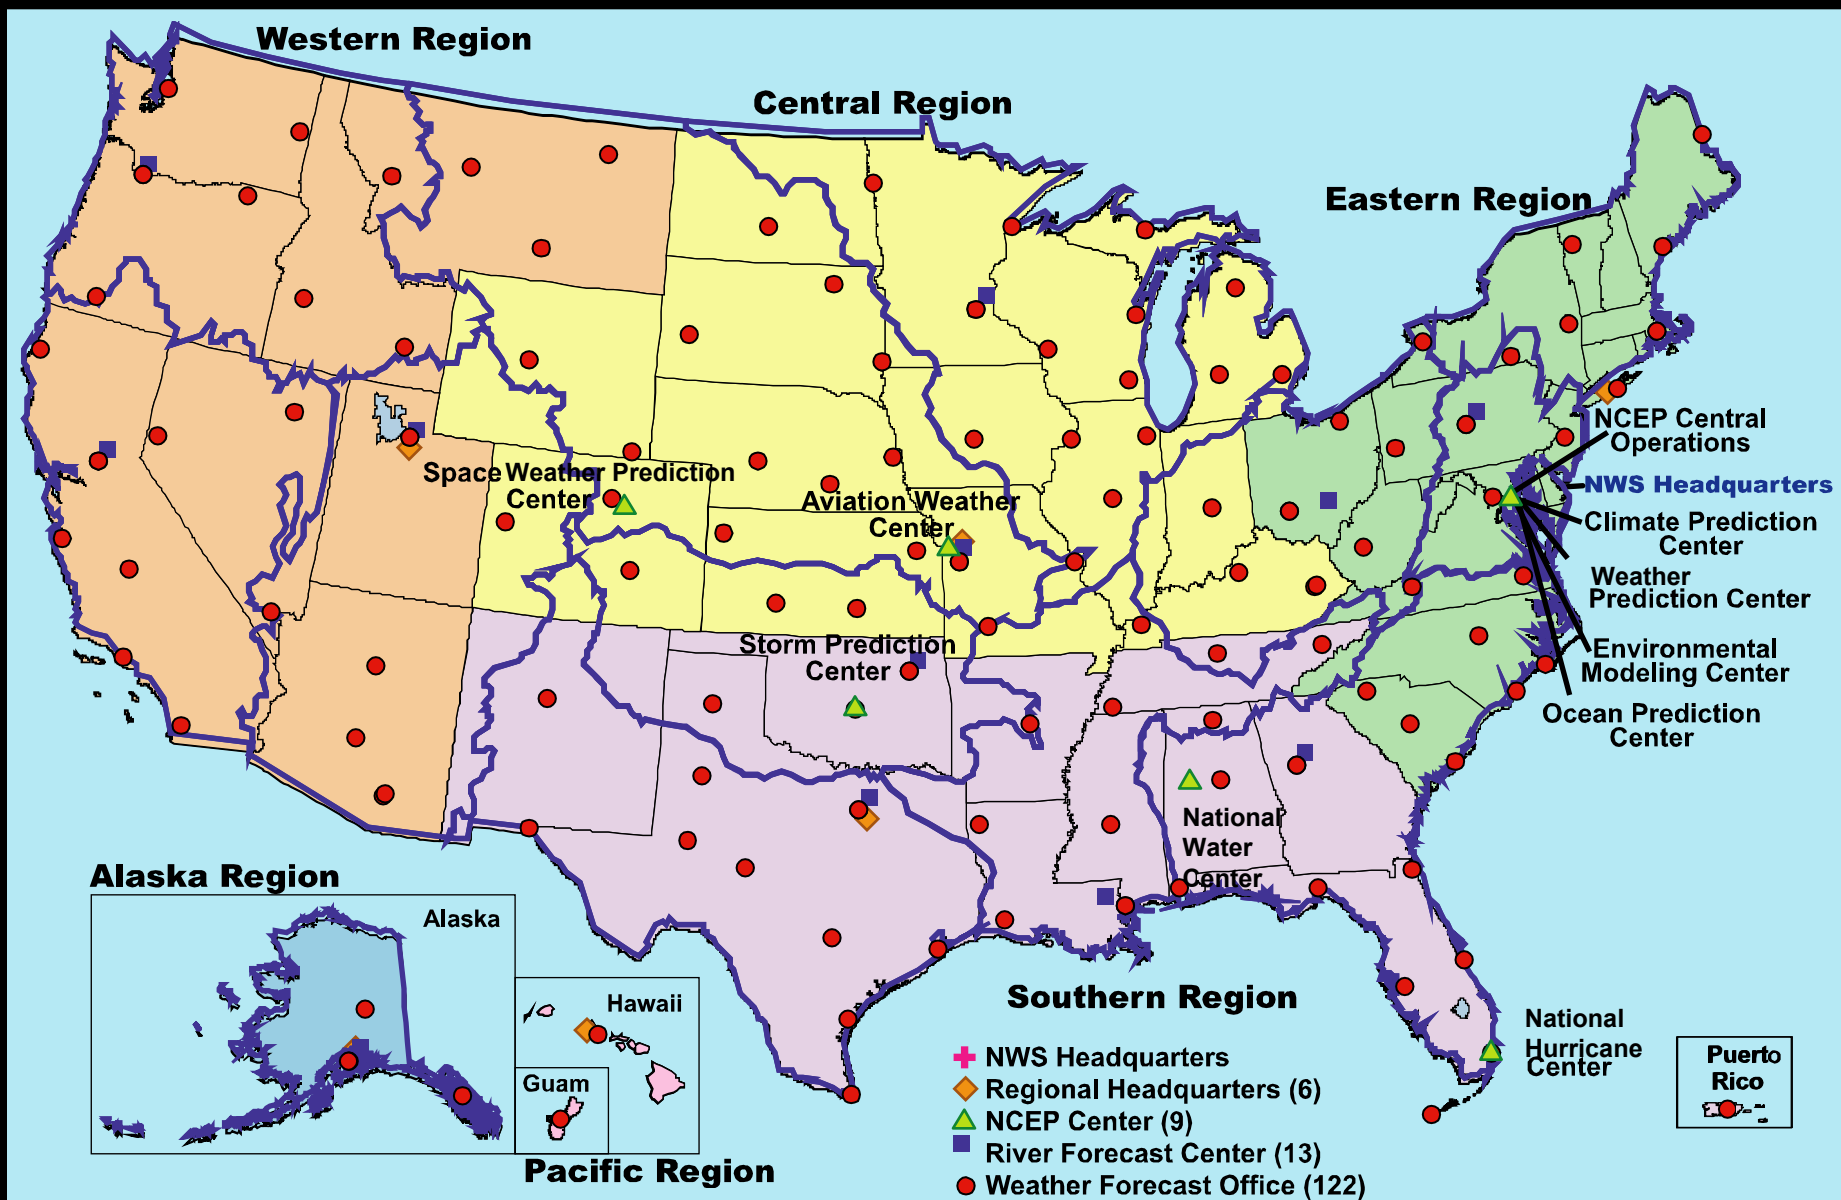 Western Region
Central Region
Eastern Region
NCEP Central
Operations
Space Weather Prediction
Center
NWS Headquarters
Aviation Weather
Center
Climate Prediction
Center
Weather
Prediction Center
Storm Prediction
Center
Environmental
Modeling Center
Ocean Prediction
Center
National
Water
Center
Alaska Region
Alaska
Hawaii
Guam
Pacific Region
Southern Region
National
Hurricane
Center
Puerto
Rico
NWS Headquarters
Regional Headquarters (6)
NCEP Center (9)
River Forecast Center (13)
Weather Forecast Office (122)